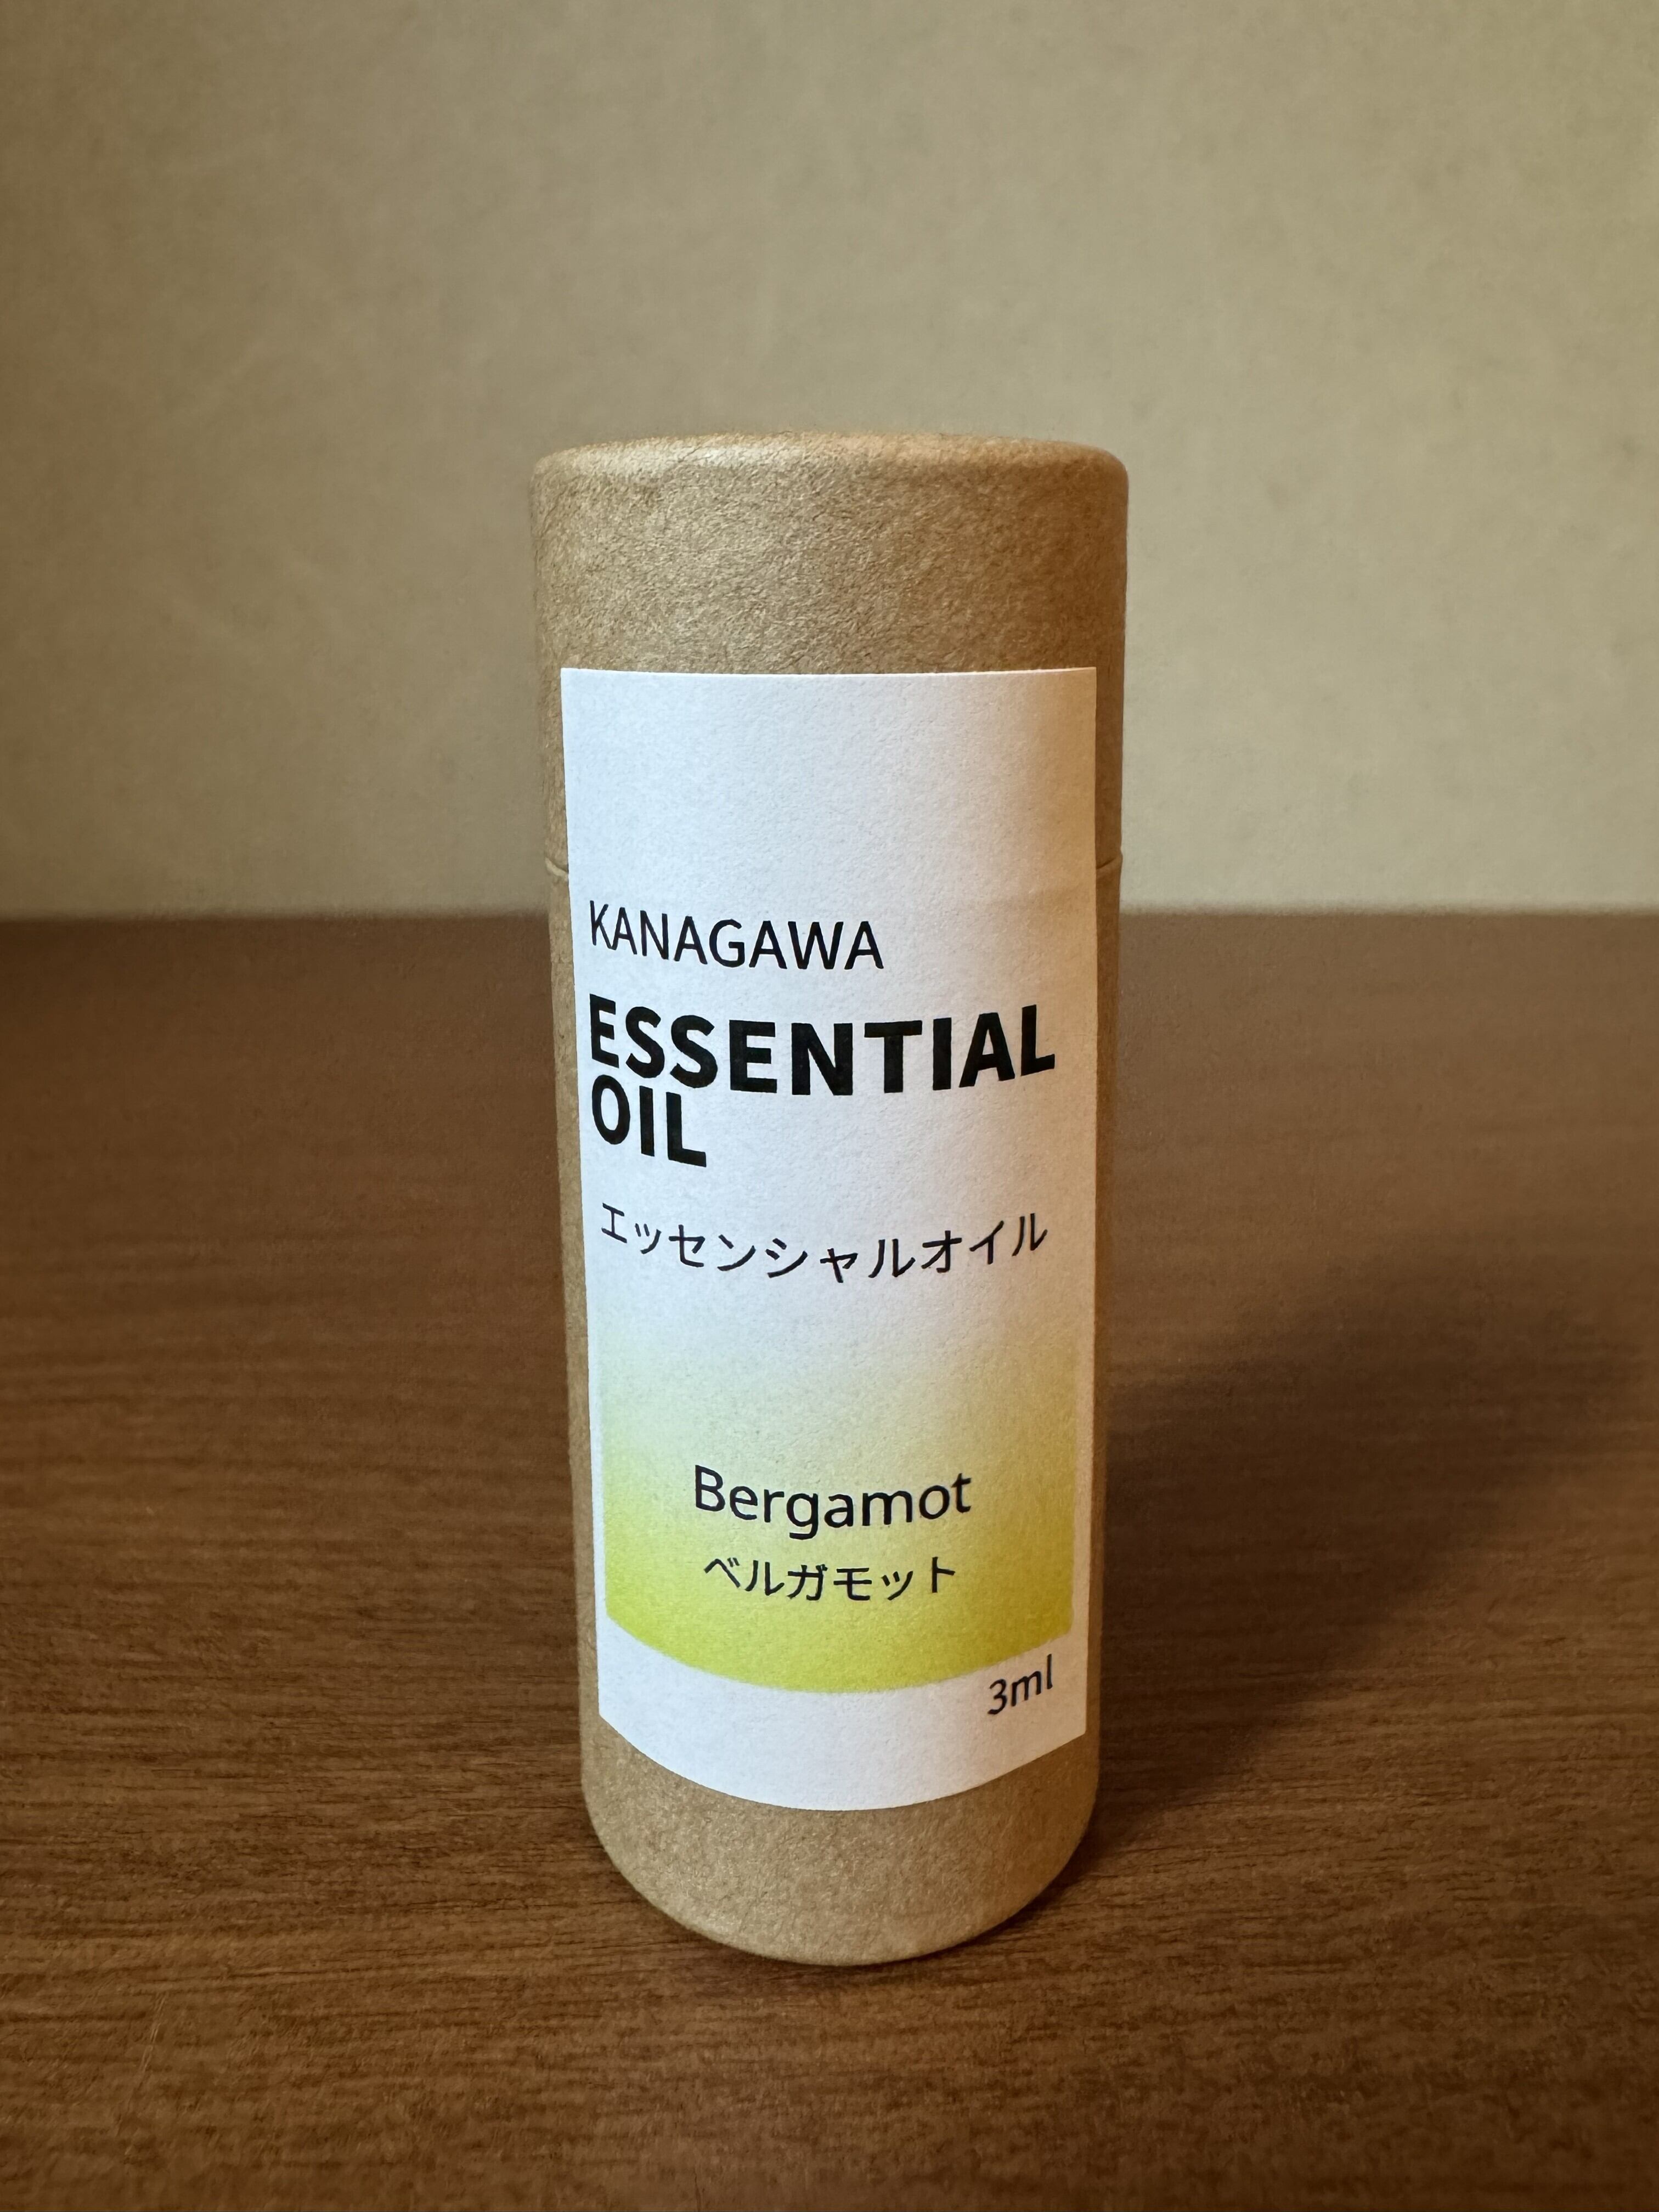 KANAGAWA
ESSENTIAL
OIL
エッセンシャルオイル
Bergamot
ベルガモット
3ml